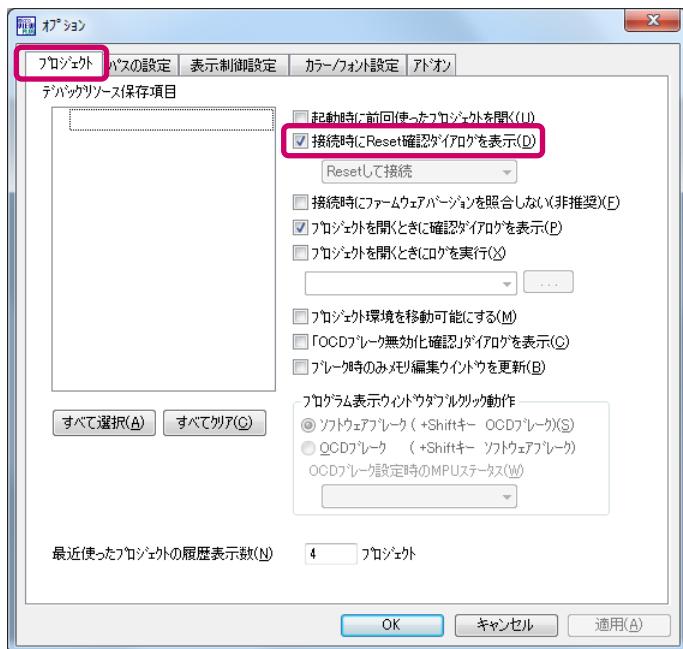 オプション
プロジェクト パスの設定 表示制御設定 カラー/フォント設定 アドオン
デバックリソース保存項目
起動時に前回使ったプロジェクトを開く(U)
接続時にReset確認ダイアログを表示(D)
Resetして接続
接続時にファームウェアバージョンを照合しない(非推奨)(F)
プロジェクトを開くときに確認ダイアログを表示(P)
プロジェクトを開くときにログを実行(X)
...
プロジェクト環境を移動可能にする(M)
「OCDブレーク無効化確認」ダイアログを表示(C)
ブレーク時のみメモリ編集ウインドウを更新(B)
すべて選択(A) すべてクリア(C)
プログラム表示ウィンドウダブルクリック動作
ソフトウェアブレーク ( +Shiftキー OCDブレーク)(S)
OCDブレーク ( +Shiftキー ソフトウェアブレーク)
OCDブレーク設定時のMPUステータス(W)
最近使ったプロジェクトの履歴表示数(N) 4 プロジェクト
OK キャンセル 適用(A)